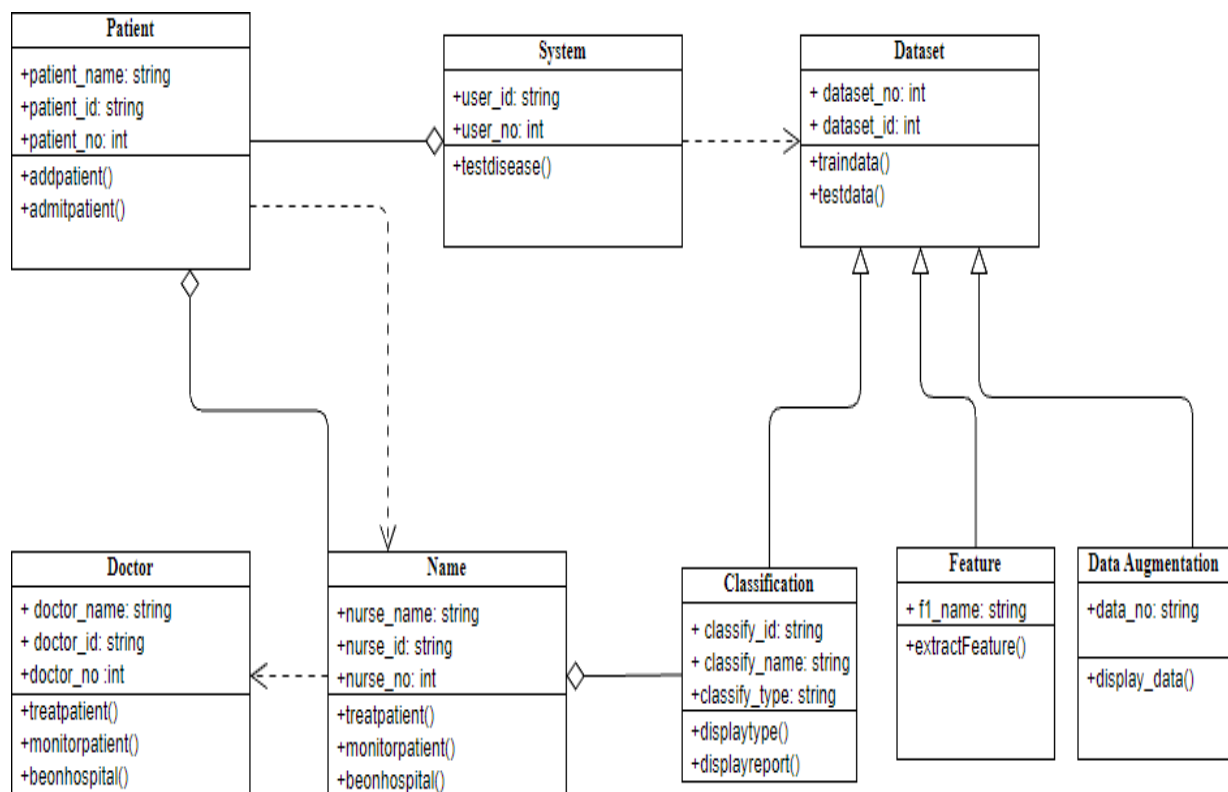 Patient
+patient_name: string
+patient_id: string
+patient_no: int
+addpatient()
+admitpatient()
System
+user_id: string
+user_no: int
+testdisease()
Dataset
+ dataset_no: int
+ dataset_id: int
+traindata()
+testdata()
Doctor
+ doctor_name: string
+ doctor_id: string
+doctor_no :int
+treatpatient()
+monitorpatient()
+beonhospital()
Name
+nurse_name: string
+nurse_id: string
+nurse_no: int
+treatpatient()
+monitorpatient()
+beonhospital()
Classification
+ classify_id: string
+ classify_name: string
+classify_type: string
+displaytype()
+displayreport()
Feature
+ f1_name: string
+extractFeature()
Data Augmentation
+data_no: string
+display_data()